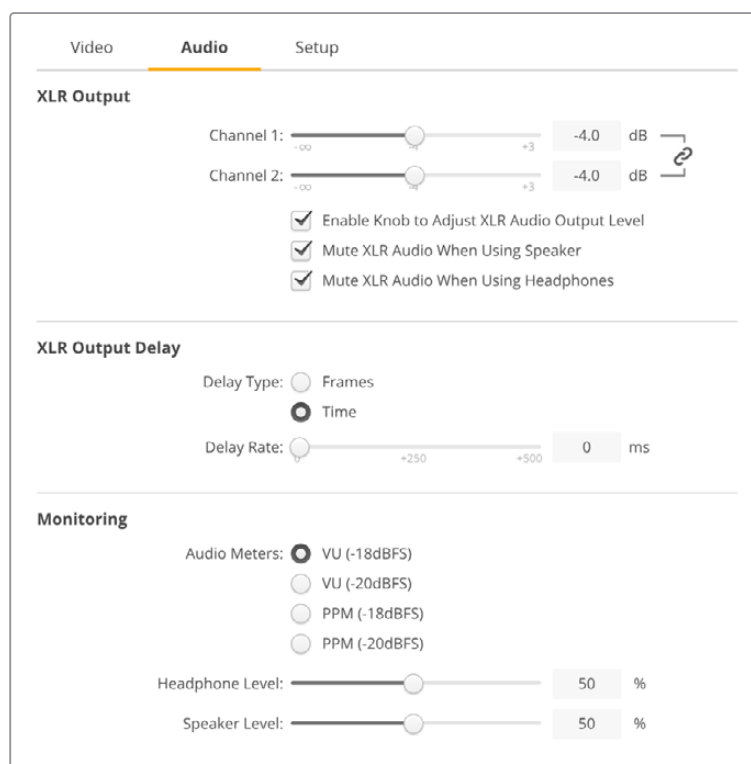 Video Audio Setup
XLR Output
Channel 1: -4.0 dB
-∞ -4 +3
Channel 2: -4.0 dB
-∞ -4 +3
Enable Knob to Adjust XLR Audio Output Level
Mute XLR Audio When Using Speaker
Mute XLR Audio When Using Headphones
XLR Output Delay
Delay Type: Frames
Time
Delay Rate: 0 ms
0 +250 +500
Monitoring
Audio Meters: VU (-18dBFS)
VU (-20dBFS)
PPM (-18dBFS)
PPM (-20dBFS)
Headphone Level: 50 %
Speaker Level: 50 %